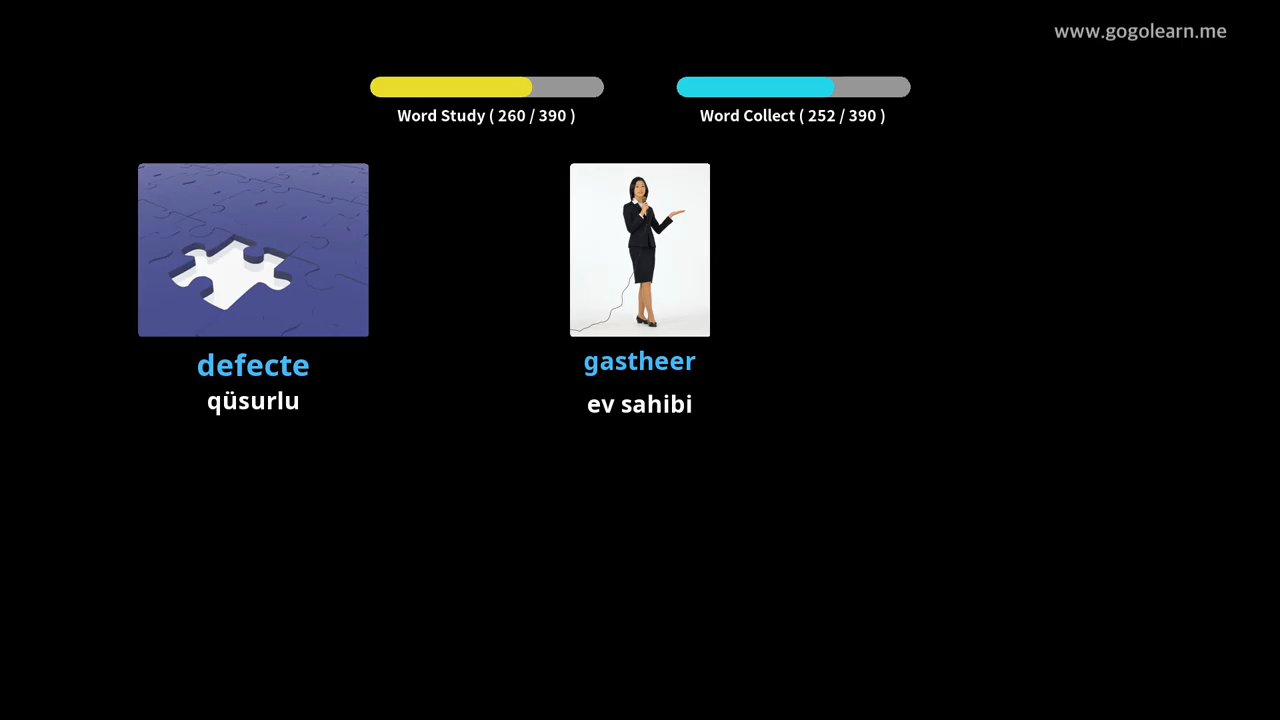 www.gogolearn.me
Word Study ( 260 / 390 )
Word Collect ( 252 / 390 )
defecte
qüsurlu
gastheer
ev sahibi